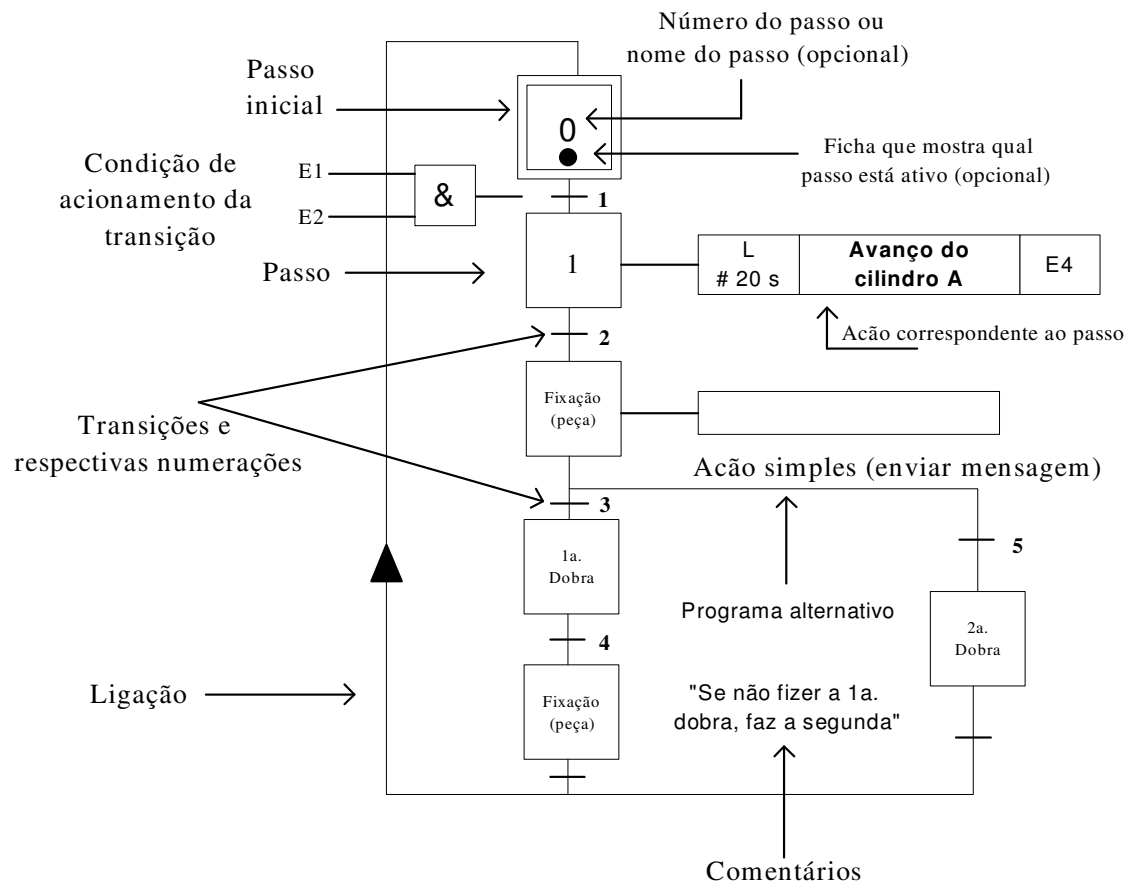 Número do passo ou
nome do passo (opcional)
Passo
inicial
0
Ficha que mostra qual
passo está ativo (opcional)
Condição de
acionamento da
transição
E1
E2
&
1
Passo
1
L
# 20 s
Avanço do
cilindro A
E4
Acão correspondente ao passo
2
Fixação
(peça)
Transições e
respectivas numerações
Acão simples (enviar mensagem)
3
5
1a.
Dobra
Programa alternativo
2a.
Dobra
4
Ligação
Fixação
(peça)
"Se não fizer a 1a.
dobra, faz a segunda"
Comentários